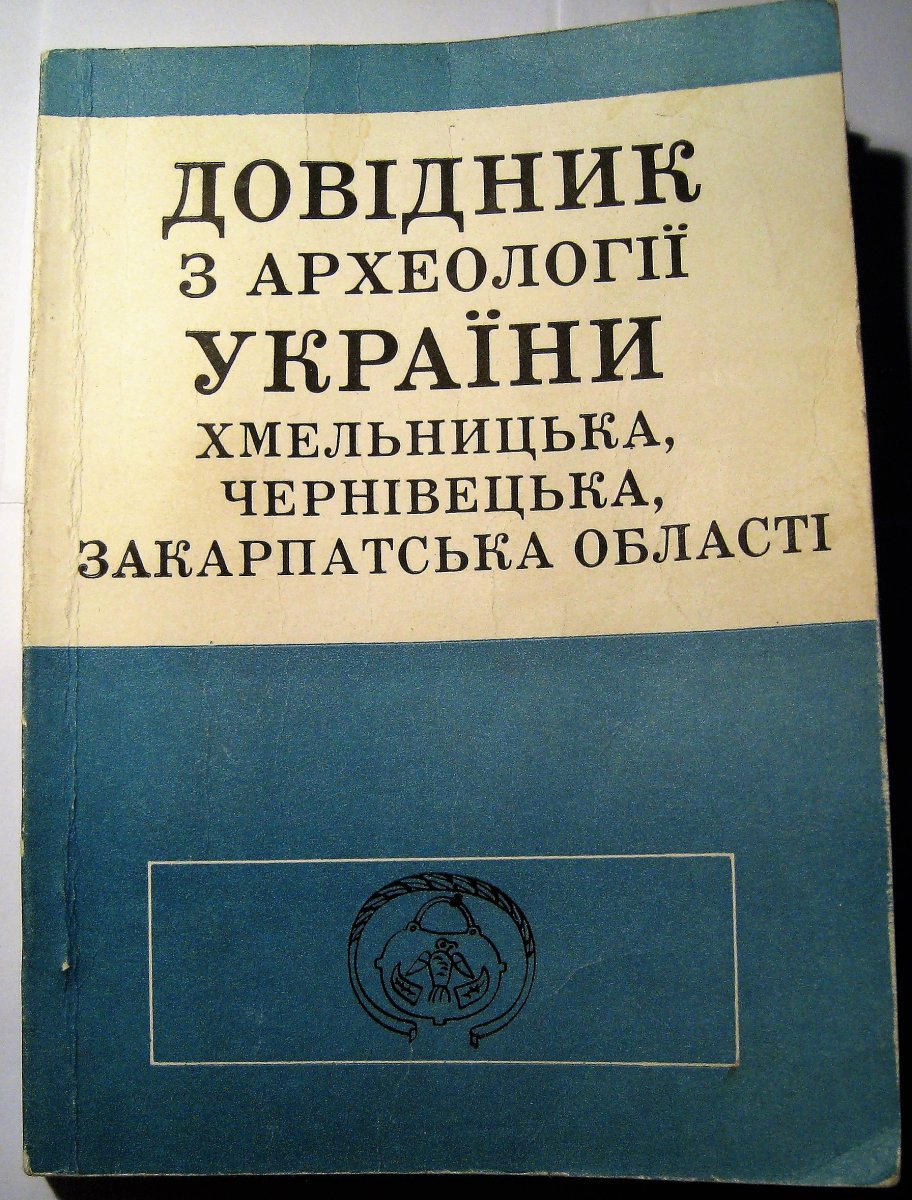 ДОВІДНИК
З АРХЕОЛОГІЇ
УКРАЇНИ
ХМЕЛЬНИЦЬКА,
ЧЕРНІВЕЦЬКА,
ЗАКАРПАТСЬКА ОБЛАСТІ